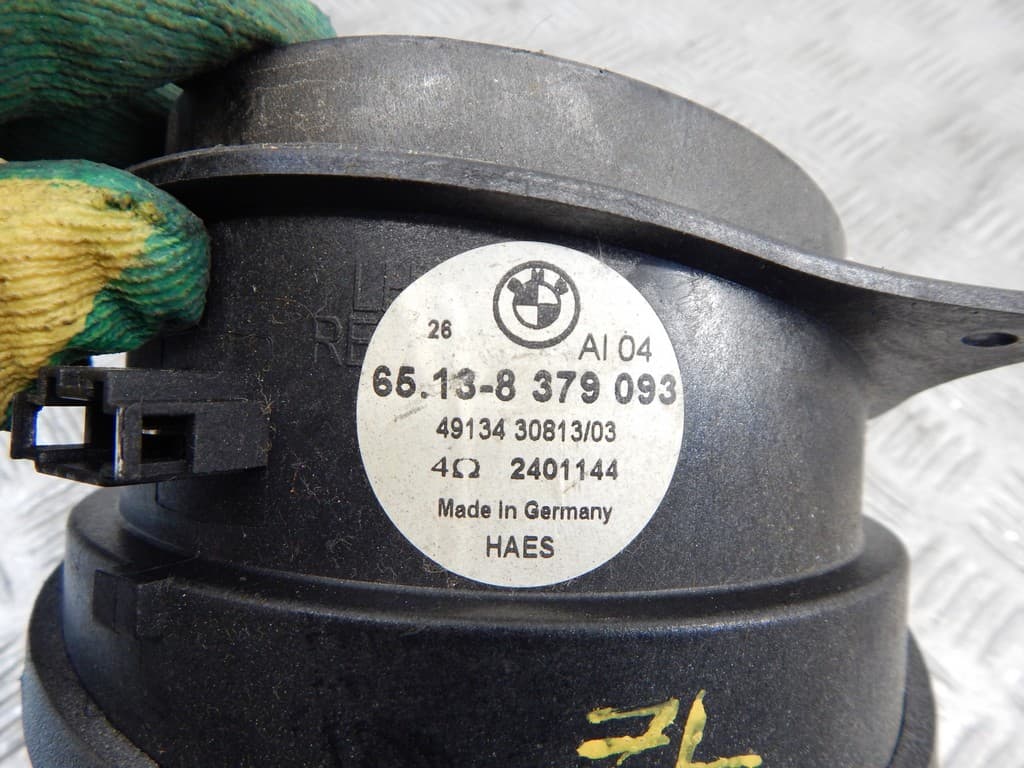 26
AI 04
65.13-8 379 093
49134 30813/03
4Ω 2401144
Made In Germany
HAES